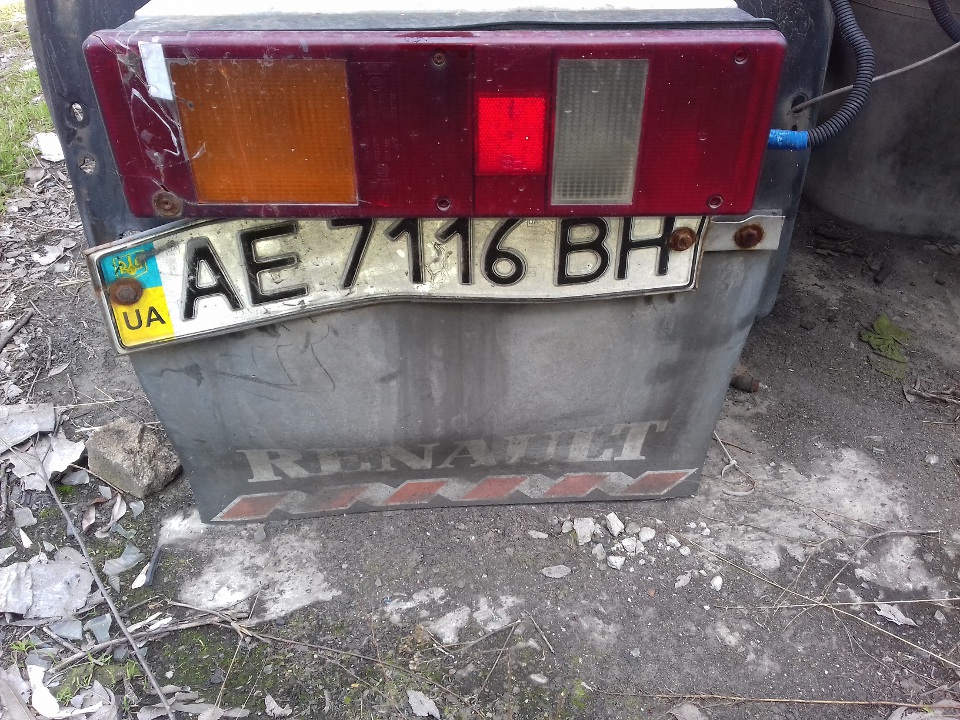 AE 7116 BH
UA
RENAULT